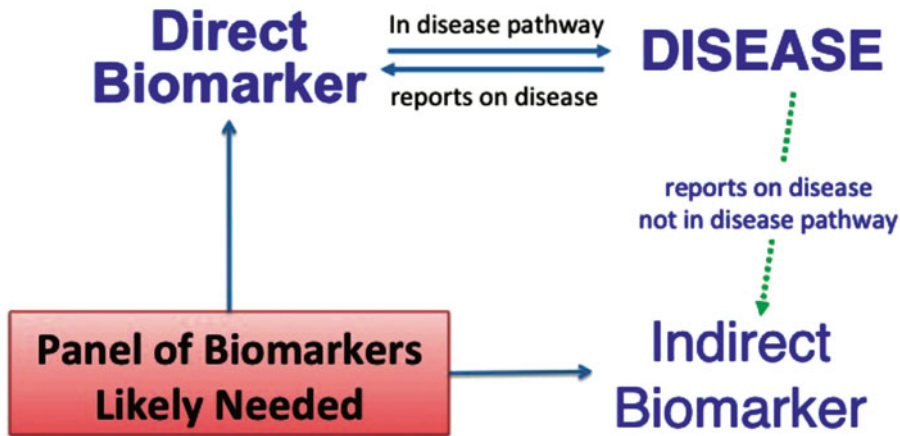 Direct
Biomarker
In disease pathway
reports on disease
DISEASE
reports on disease
not in disease pathway
Panel of Biomarkers
Likely Needed
Indirect
Biomarker